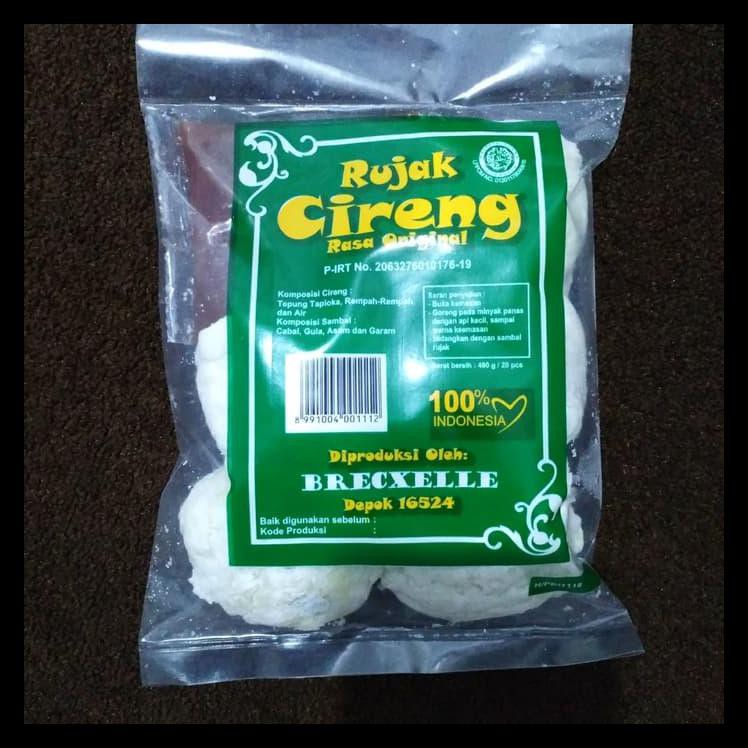 Rujak
Cireng
Rasa Original
P-IRT No. 2063276010176-19
Komposisi Cireng :
Tepung Tapioka, Rempah-Rempah,
dan Air
Komposisi Sambal :
Cabai, Gula, Asam dan Garam
Saran penyajian :
- Buka kemasan
- Goreng pada minyak panas
dengan api kecil, sampai
warna keemasan
- hidangkan dengan sambal
rujak
Berat bersih : 490 g / 20 pcs
8 991004 001112
100%
INDONESIA
Diproduksi Oleh:
BRECXELLE
Depok 16524
Baik digunakan sebelum :
Kode Produksi :